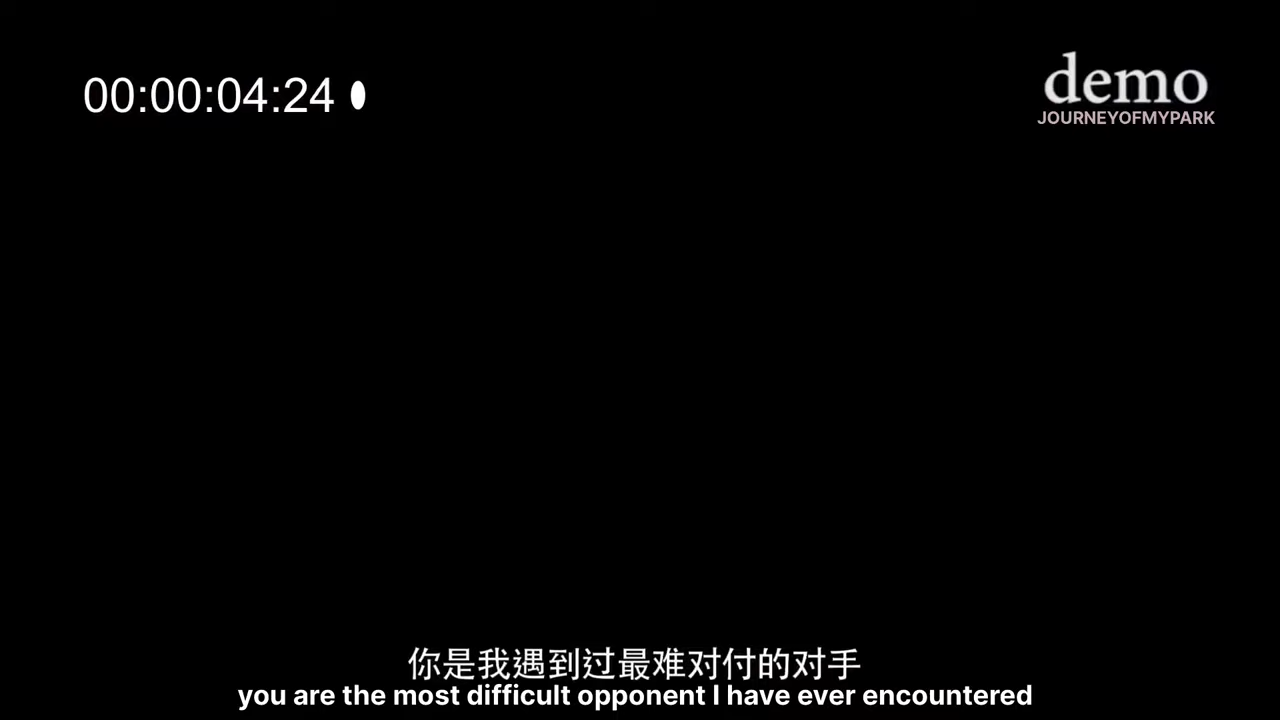 00:00:04:24
demo
JOURNEYOFMYPARK
你是我遇到过最难对付的对手
you are the most difficult opponent I have ever encountered